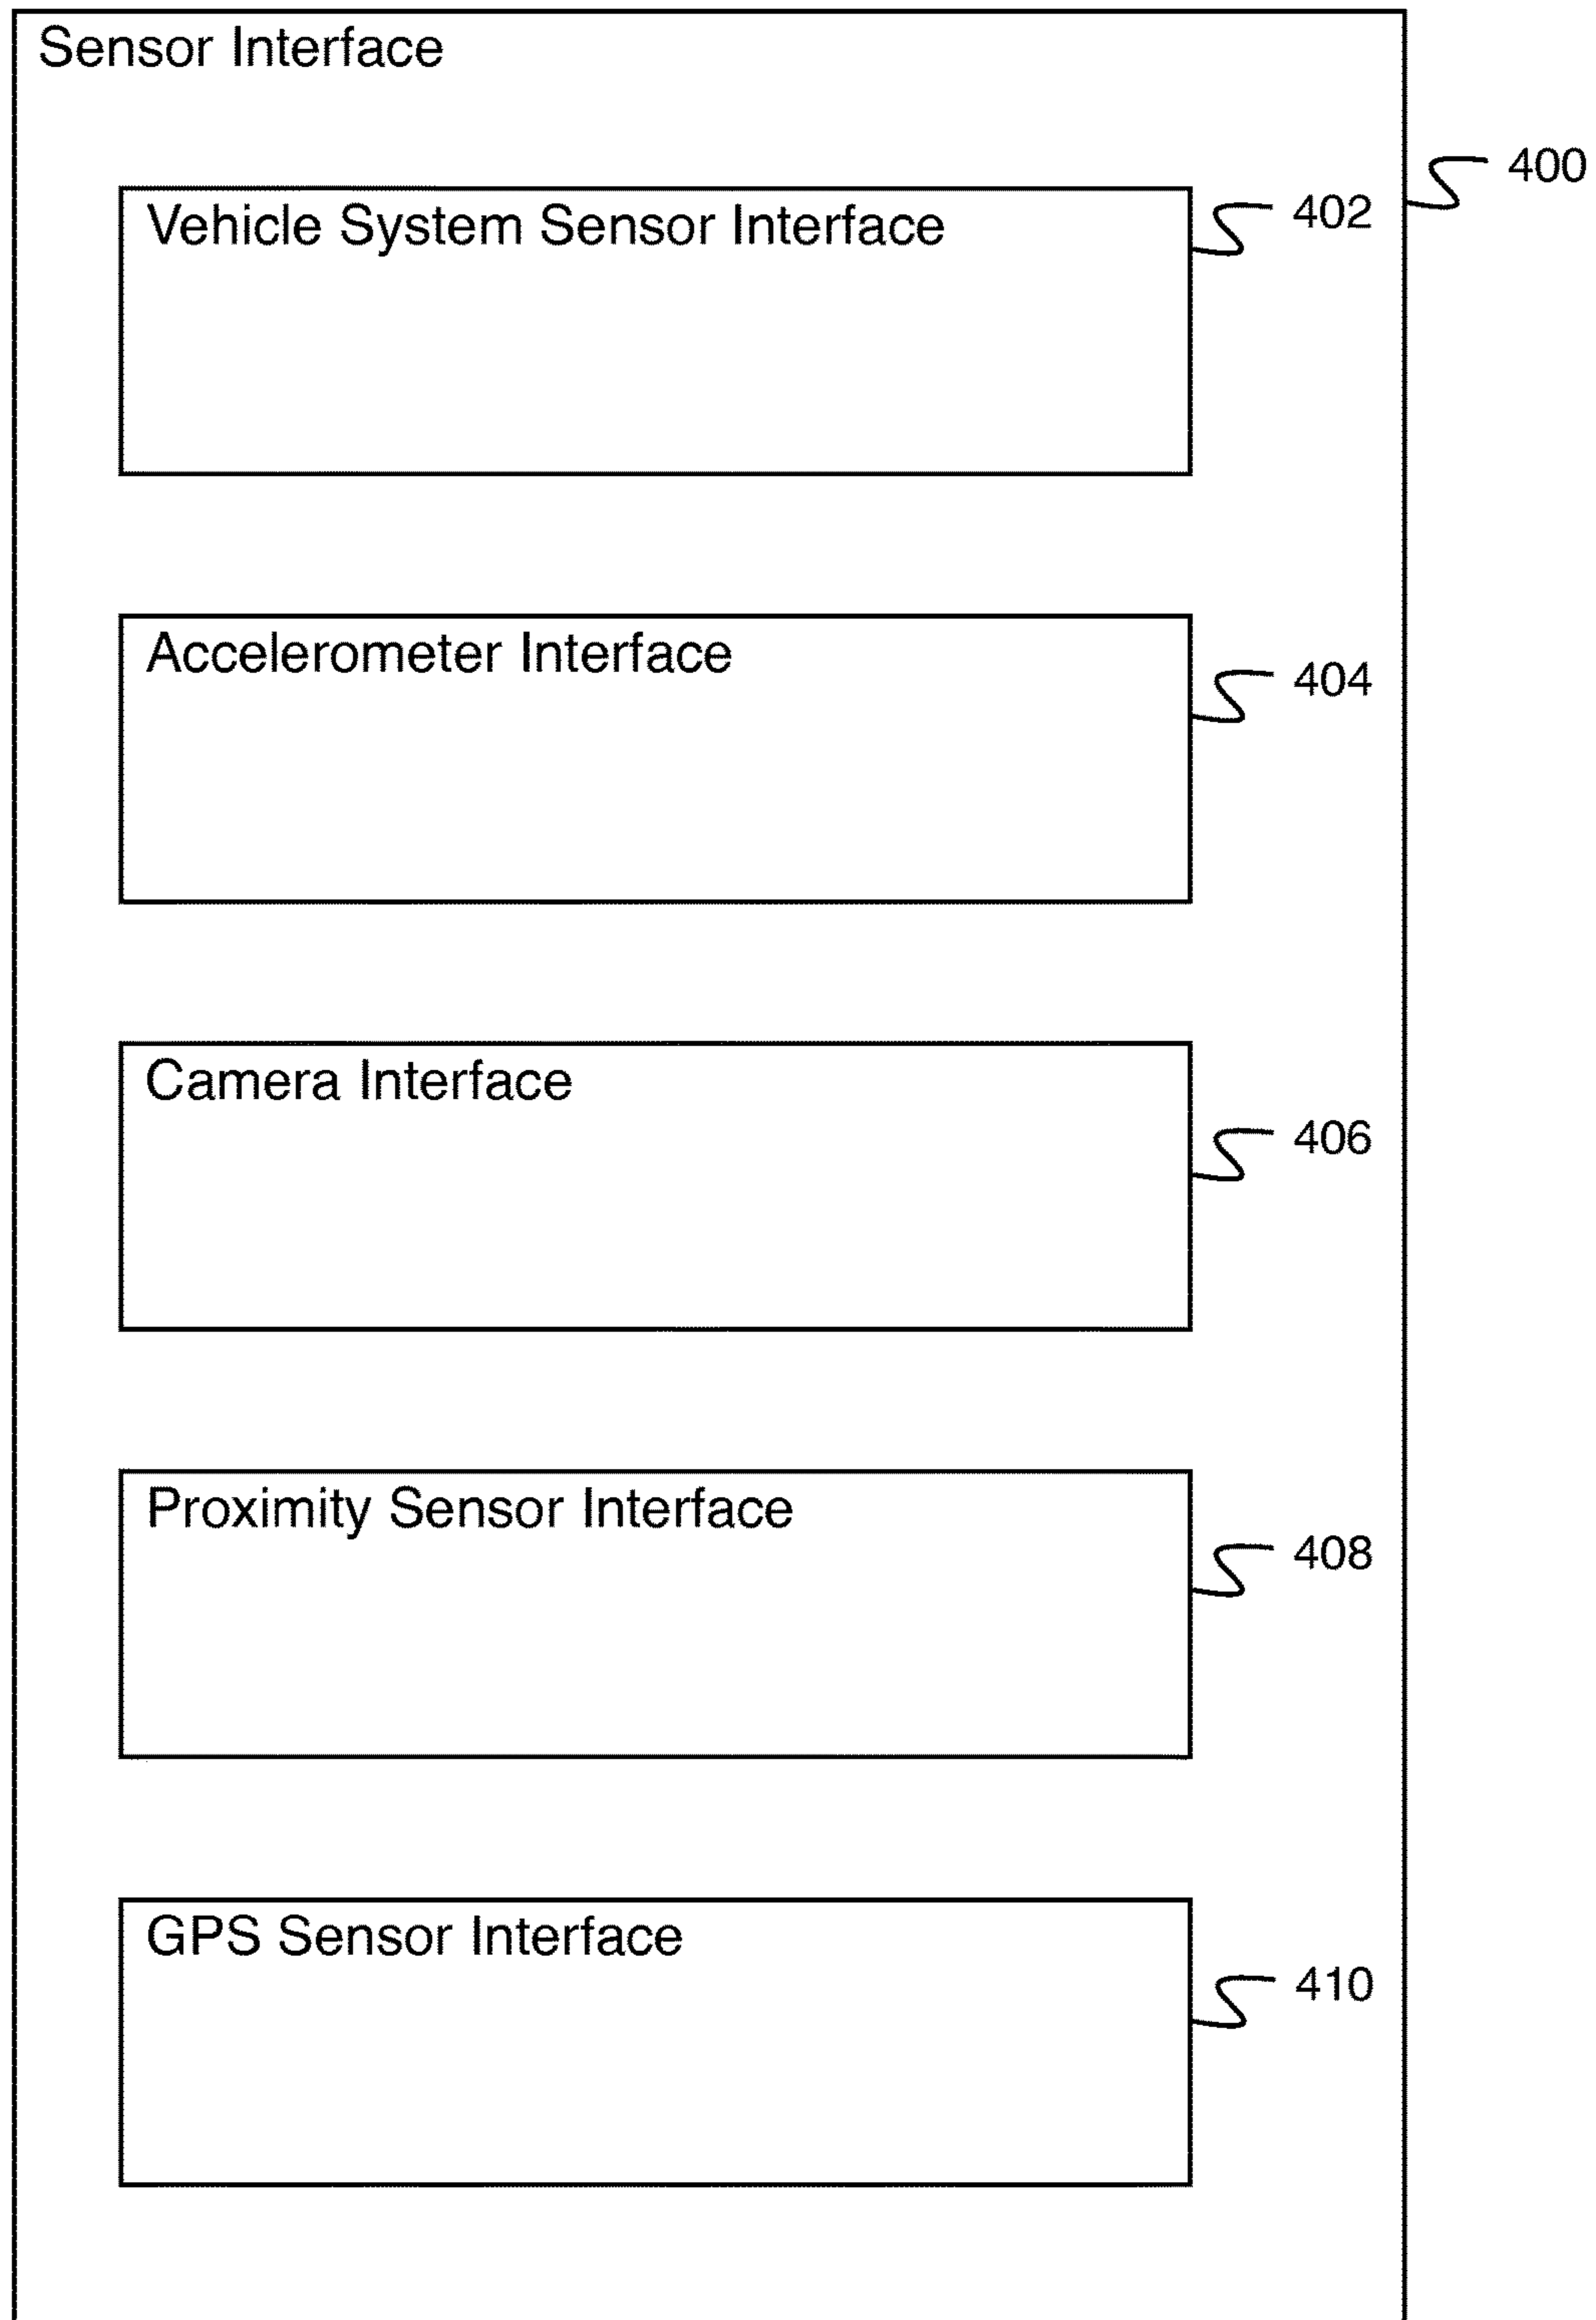 Sensor Interface
400
Vehicle System Sensor Interface
402
Accelerometer Interface
404
Camera Interface
406
Proximity Sensor Interface
408
GPS Sensor Interface
410